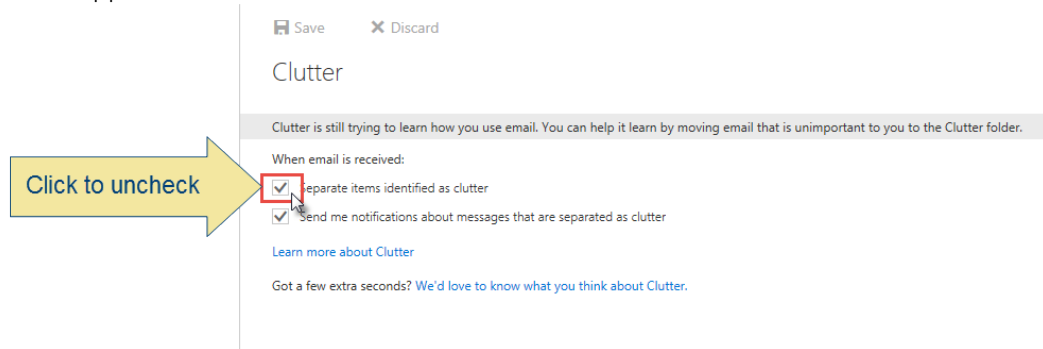 Save Discard
Clutter
Clutter is still trying to learn how you use email. You can help it learn by moving email that is unimportant to you to the Clutter folder.
When email is received:
Click to uncheck
Separate items identified as clutter
Send me notifications about messages that are separated as clutter
Learn more about Clutter
Got a few extra seconds? We'd love to know what you think about Clutter.